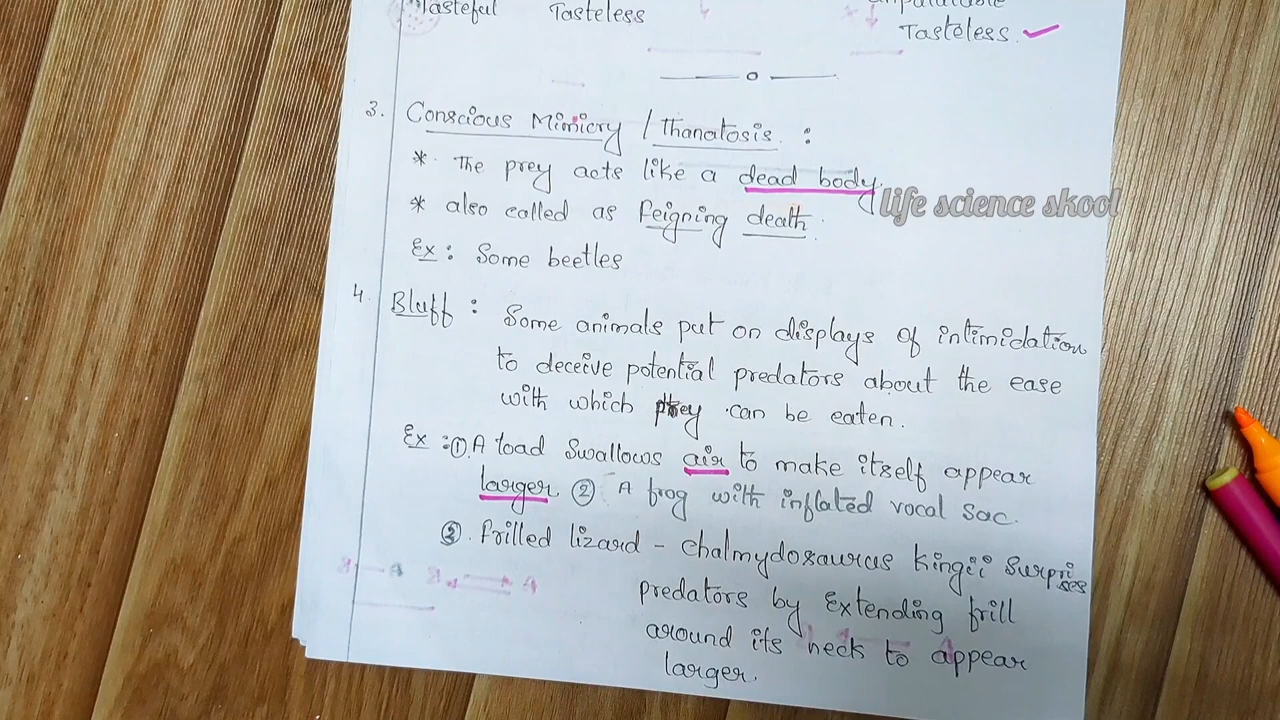 Tasteful Tasteless
Tasteless
3. Conscious Mimicry / Thanatosis :
* The prey acts like a dead body.
life science skool
* also called as feigning death.
Ex : Some beetles
4. Bluff : Some animals put on displays of intimidation
to deceive potential predators about the ease
with which they can be eaten.
Ex : ① A toad swallows air to make itself appear
larger. ② A frog with inflated vocal sac.
③. Frilled lizard - Chalmydosaurus Kingii surprises
predators by Extending frill
around its neck to appear
larger.